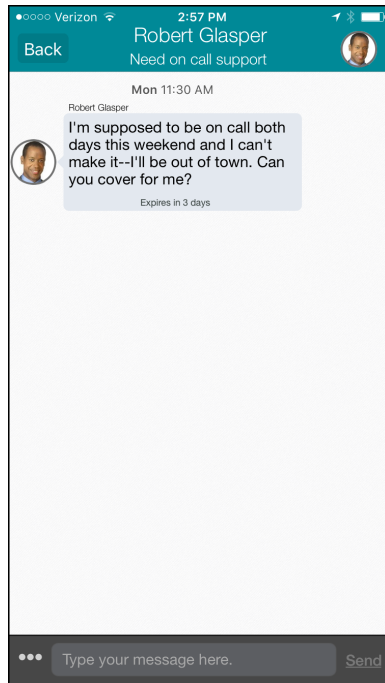 Verizon 2:57 PM
Robert Glasper
Back
Need on call support
Mon 11:30 AM
Robert Glasper
I'm supposed to be on call both
days this weekend and I can't
make it--I'll be out of town. Can
you cover for me?
Expires in 3 days
Type your message here.
Send